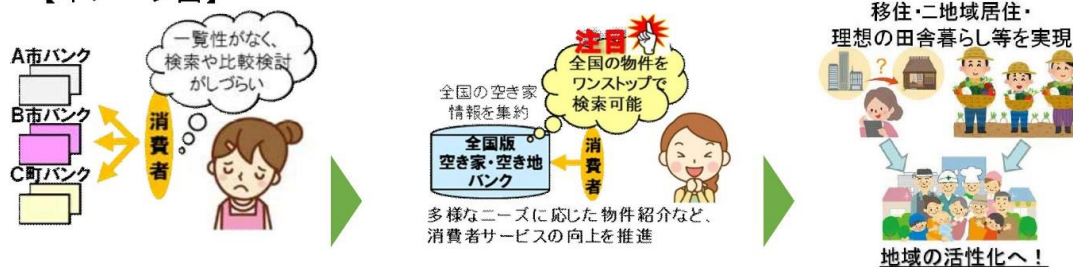 A市バンク
B市バンク
C町バンク
消費者
一覧性がなく、
検索や比較検討
がしづらい
注目
全国の物件を
ワンストップで
検索可能
全国の空き家
情報を集約
全国版
空き家・空き地
バンク
消費者
多様なニーズに応じた物件紹介など、
消費者サービスの向上を推進
移住・二地域居住・
理想の田舎暮らし等を実現
?
地域の活性化へ！